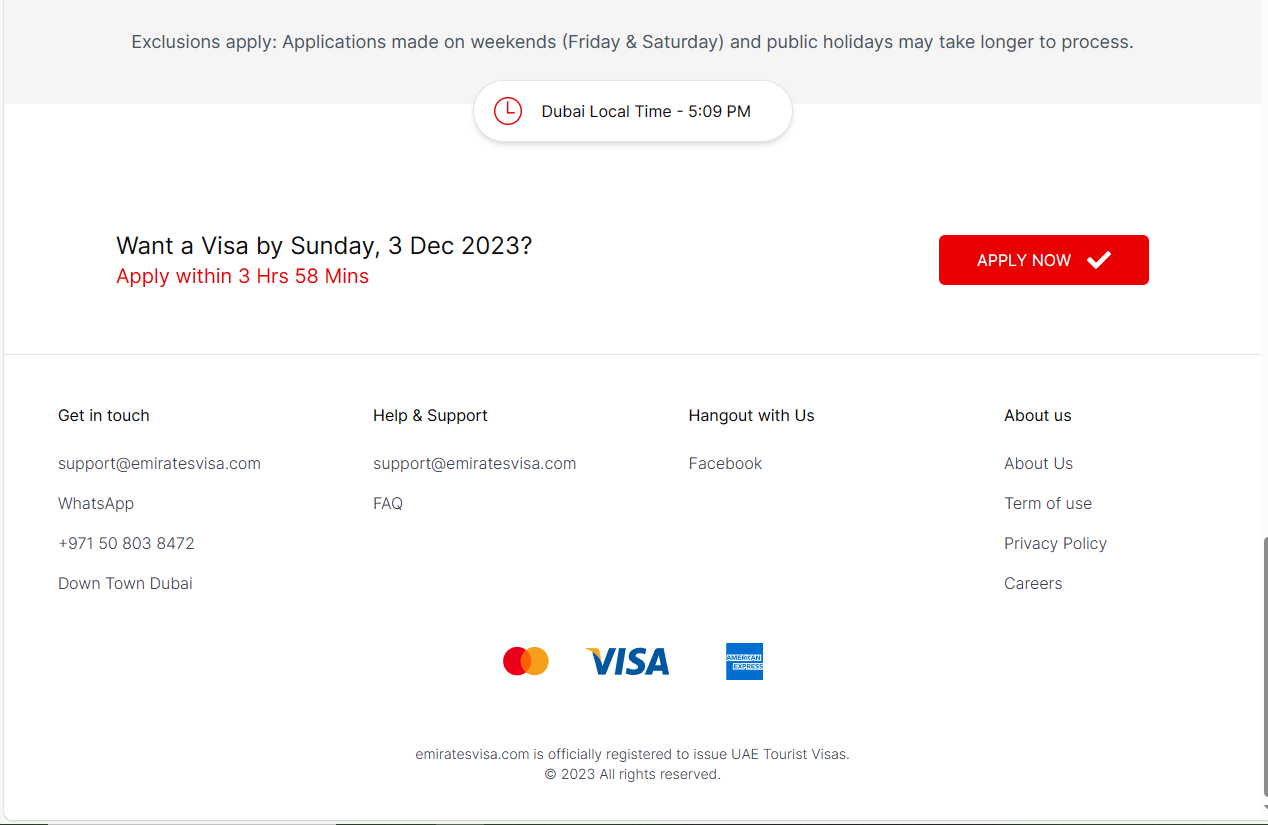 Exclusions apply: Applications made on weekends (Friday & Saturday) and public holidays may take longer to process.
Dubai Local Time - 5:09 PM
Want a Visa by Sunday, 3 Dec 2023?
Apply within 3 Hrs 58 Mins
APPLY NOW
Get in touch
support@emiratesvisa.com
WhatsApp
+971 50 803 8472
Down Town Dubai
Help & Support
support@emiratesvisa.com
FAQ
Hangout with Us
Facebook
About us
About Us
Term of use
Privacy Policy
Careers
VISA
AMERICAN
EXPRESS
emiratesvisa.com is officially registered to issue UAE Tourist Visas.
© 2023 All rights reserved.